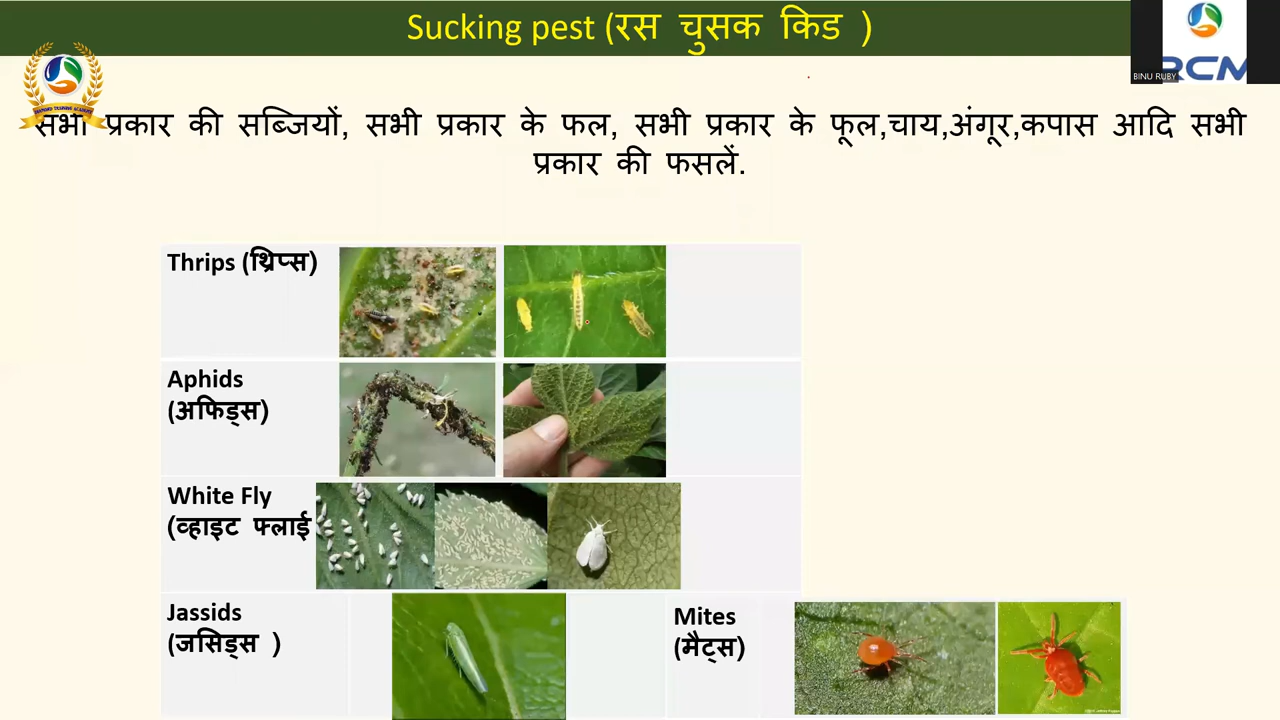 Sucking pest (रस चुसक किड )
BINU RUBY
RCM
सभी प्रकार की सब्जियों, सभी प्रकार के फल, सभी प्रकार के फूल,चाय,अंगूर,कपास आदि सभी
प्रकार की फसलें.
Thrips (थ्रिप्स)
Aphids
(अफिड्स)
White Fly
(व्हाइट फ्लाई
Jassids
(जसिड्स )
Mites
(मैट्स)